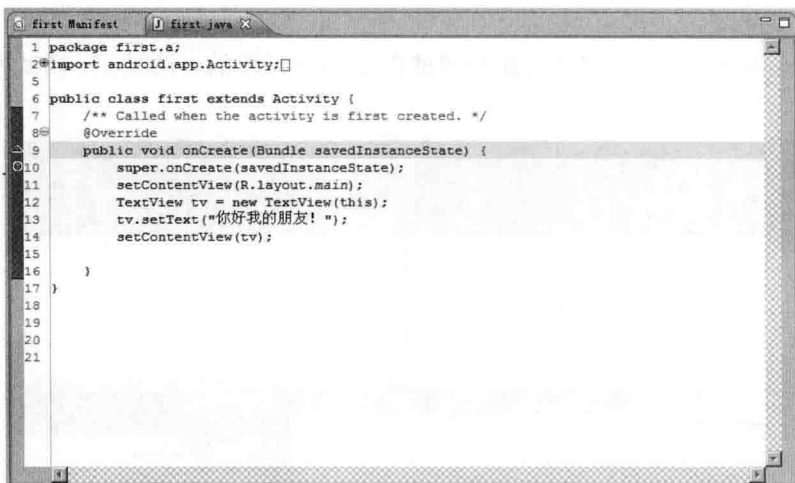 first Manifest first.java
1 package first.a;
2 import android.app.Activity;
5
6 public class first extends Activity {
7 /** Called when the activity is first created. */
8 @Override
9 public void onCreate(Bundle savedInstanceState) {
10 super.onCreate(savedInstanceState);
11 setContentView(R.layout.main);
12 TextView tv = new TextView(this);
13 tv.setText("你好我的朋友！");
14 setContentView(tv);
15
16 }
17 }
18
19
20
21